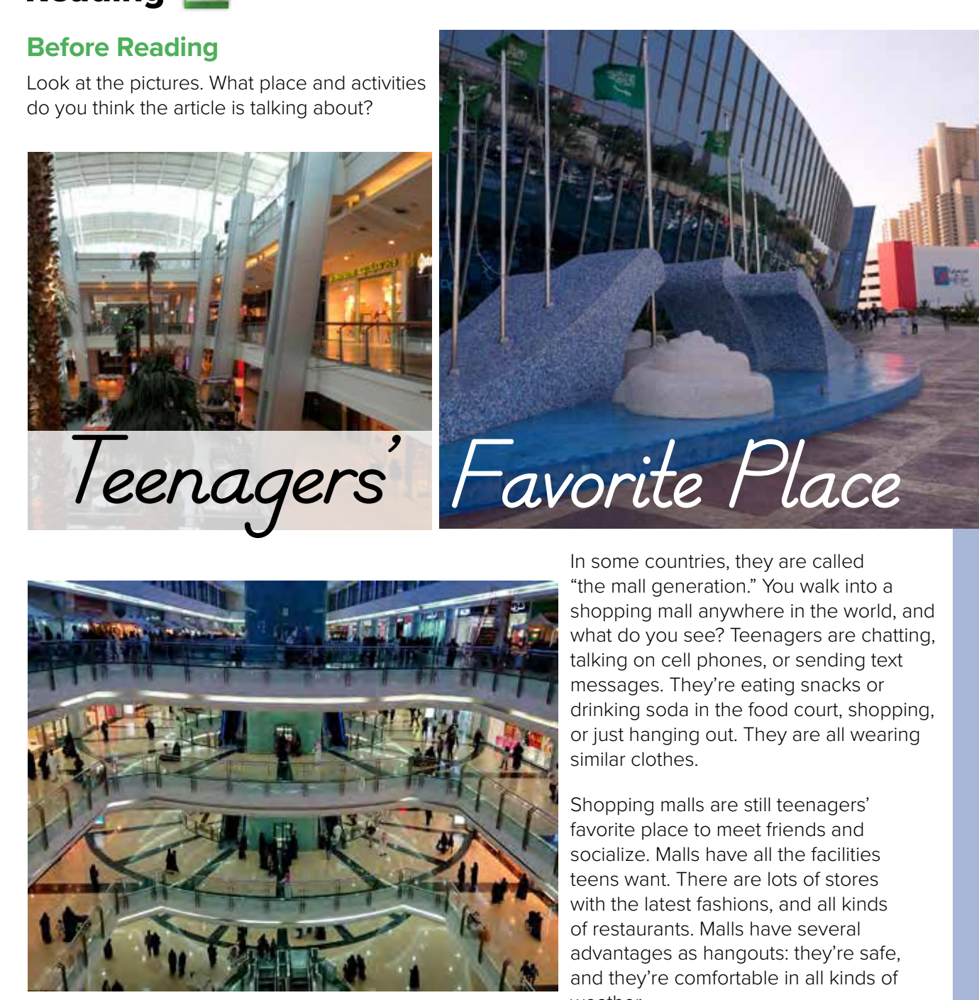 Reading
Before Reading
Look at the pictures. What place and activities
do you think the article is talking about?
Teenagers’ Favorite Place
In some countries, they are called
“the mall generation.” You walk into a
shopping mall anywhere in the world, and
what do you see? Teenagers are chatting,
talking on cell phones, or sending text
messages. They’re eating snacks or
drinking soda in the food court, shopping,
or just hanging out. They are all wearing
similar clothes.
Shopping malls are still teenagers’
favorite place to meet friends and
socialize. Malls have all the facilities
teens want. There are lots of stores
with the latest fashions, and all kinds
of restaurants. Malls have several
advantages as hangouts: they’re safe,
and they’re comfortable in all kinds of
weather.